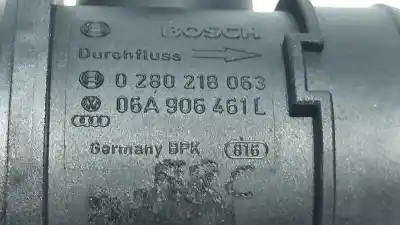 BOSCH
Durchfluss
0 280 218 063
06A 906 461 L
Germany BPK 816